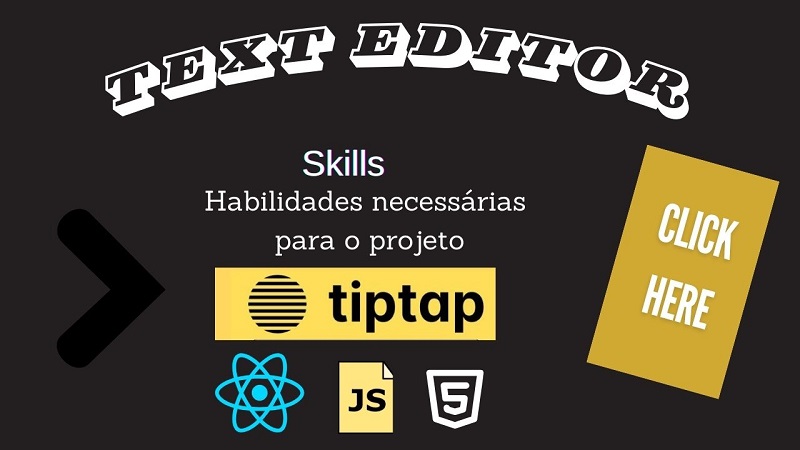 TEXT EDITOR
Skills
Habilidades necessárias
para o projeto
tiptap
JS
5
CLICK
HERE